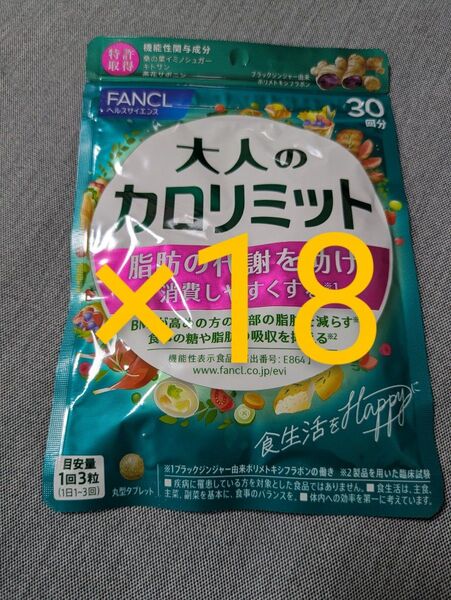 特許
取得
機能性関与成分
桑の葉イミノシュガー
キトサン
茶花サポニン
ブラックジンジャー由来
ポリメトキシフラボン
FANCL
ヘルスサイエンス
30
回分
大人の
カロリミット
脂肪の代謝を助け
消費しやすくする※1
×18
BMIが高めの方の 部の脂肪を減らす※
食 の糖や脂肪の吸収を抑える※2
機能性表示食品 出番号:E864
www.fancl.co.jp/evi
食生活をHappyに
目安量
1回3粒
(1日1~3回)
丸型タブレット
※1ブラックジンジャー由来ポリメトキシフラボンの働き ※2 製品を用いた臨床試験
■ 疾病に罹患している方を対象とした食品ではありません。■ 食生活は、主食、
主菜、副菜を基本に、食事のバランスを。■ 体内への効率を第一に考えています。